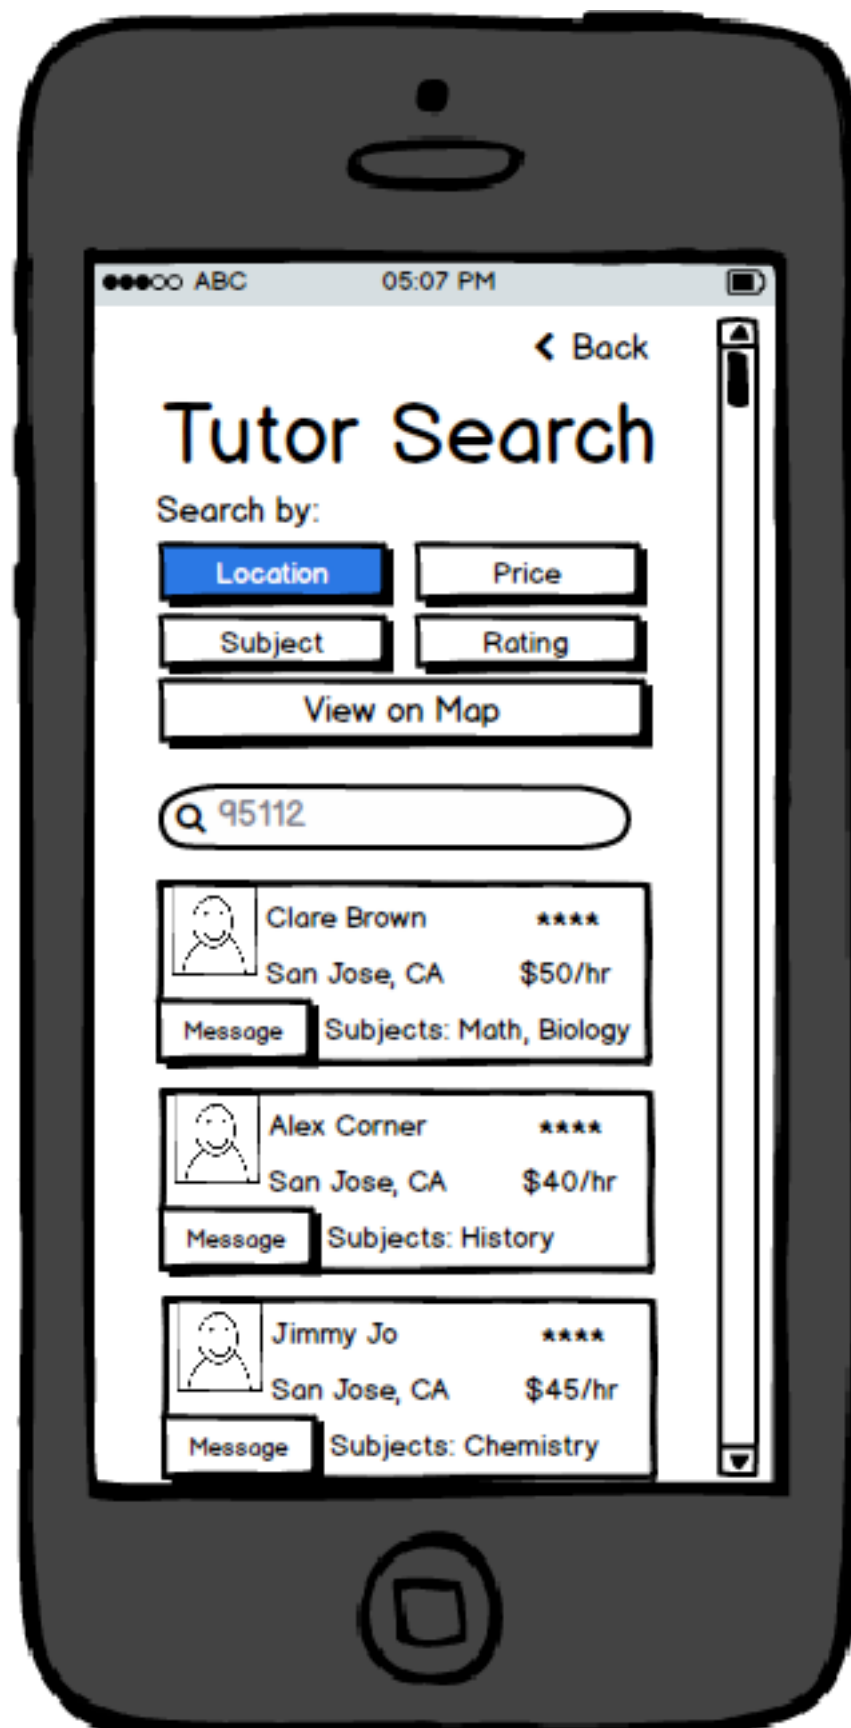 ABC 05:07 PM
Back
Tutor Search
Search by:
Location Price
Subject Rating
View on Map
95112
Clare Brown ****
San Jose, CA $50/hr
Message Subjects: Math, Biology
Alex Corner ****
San Jose, CA $40/hr
Message Subjects: History
Jimmy Jo ****
San Jose, CA $45/hr
Message Subjects: Chemistry